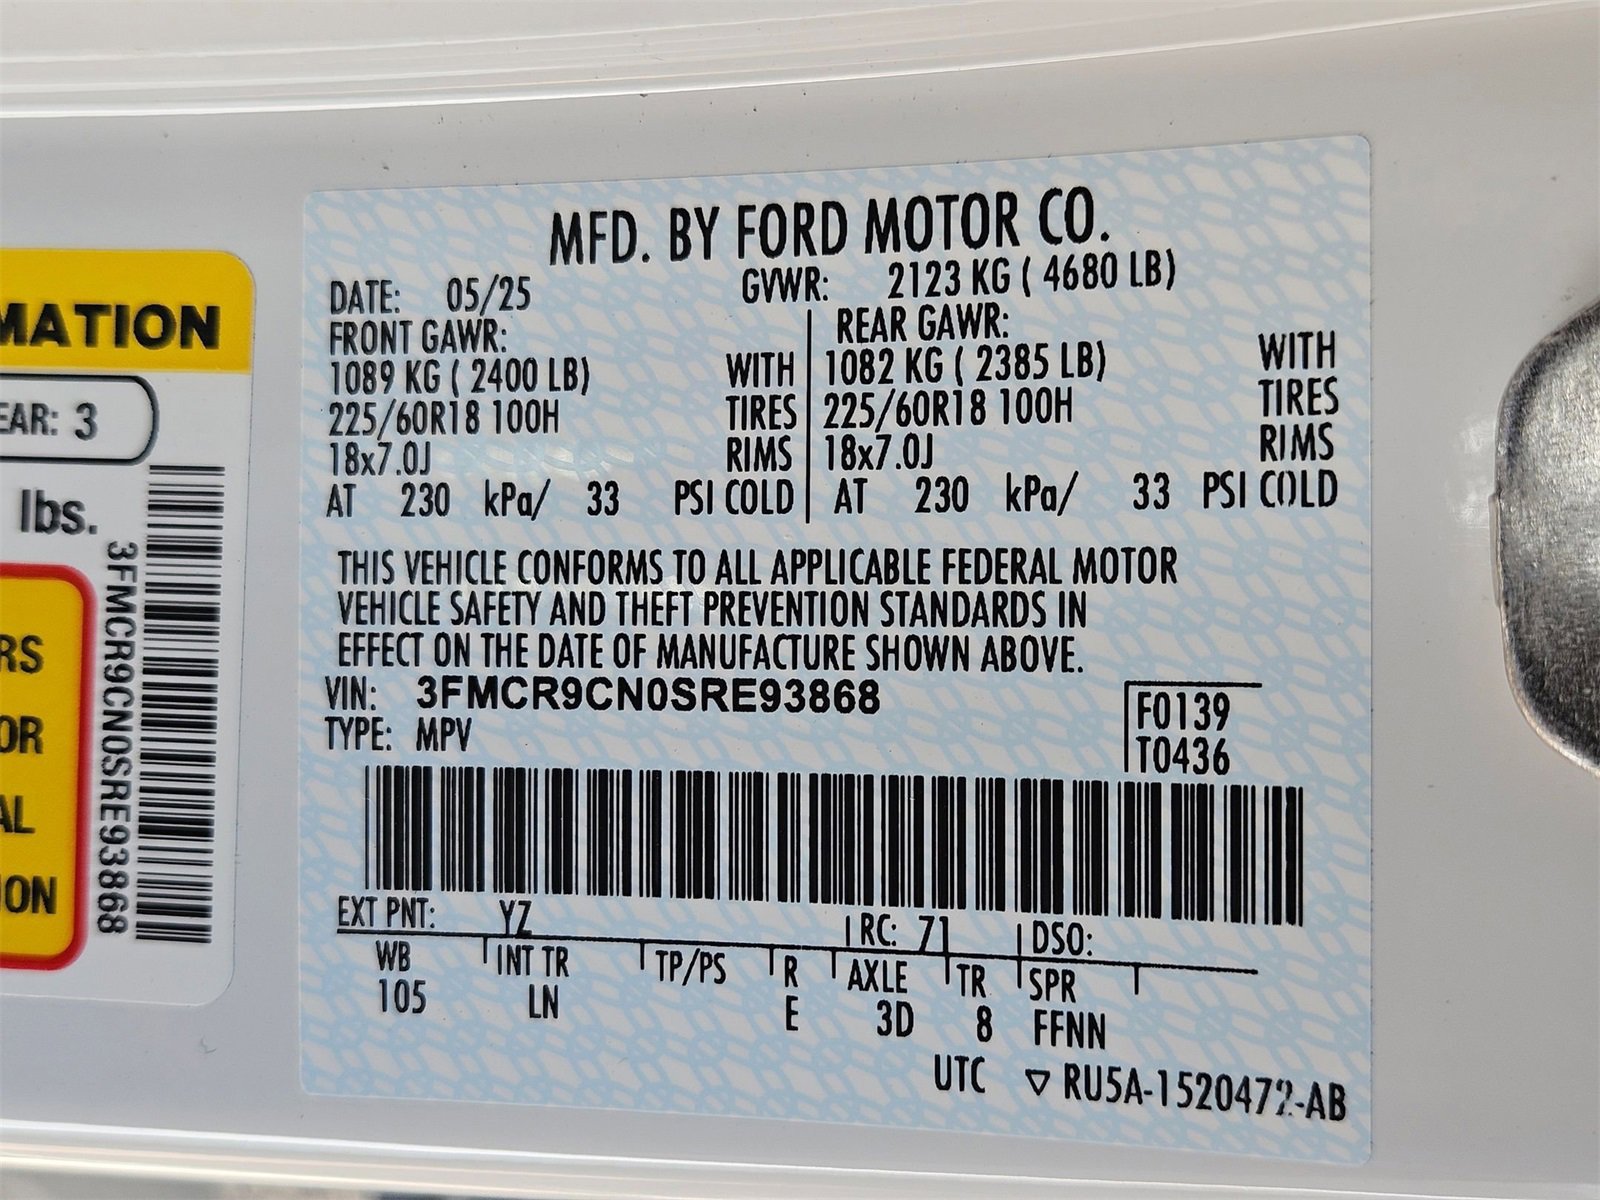 MATION
EAR: 3
lbs.
RS
OR
AL
ION
3FMCR9CN0SRE93868
MFD. BY FORD MOTOR CO.
DATE: 05/25 GVWR: 2123 KG ( 4680 LB)
FRONT GAWR: REAR GAWR:
1089 KG ( 2400 LB) WITH 1082 KG ( 2385 LB) WITH
225/60R18 100H TIRES 225/60R18 100H TIRES
18x7.0J RIMS 18x7.0J RIMS
AT 230 kPa/ 33 PSI COLD AT 230 kPa/ 33 PSI COLD
THIS VEHICLE CONFORMS TO ALL APPLICABLE FEDERAL MOTOR
VEHICLE SAFETY AND THEFT PREVENTION STANDARDS IN
EFFECT ON THE DATE OF MANUFACTURE SHOWN ABOVE.
VIN: 3FMCR9CN0SRE93868 F0139
TYPE: MPV T0436
EXT PNT: YZ RC: 71 DSO:
WB INT TR TP/PS R AXLE TR SPR
105 LN E 3D 8 FFNN
UTC ▽ RU5A-1520472-AB